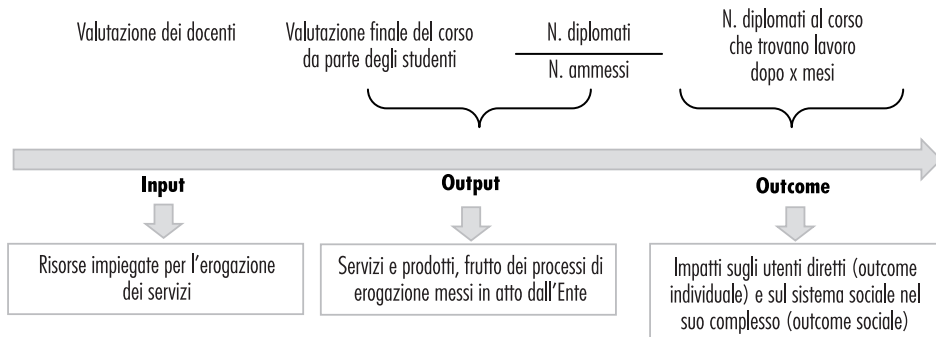 Valutazione dei docenti
Valutazione finale del corso
da parte degli studenti
N. diplomati
N. ammessi
N. diplomati al corso
che trovano lavoro
dopo x mesi
Input
Output
Outcome
Risorse impiegate per l'erogazione
dei servizi
Servizi e prodotti, frutto dei processi di
erogazione messi in atto dall'Ente
Impatti sugli utenti diretti (outcome
individuale) e sul sistema sociale nel
suo complesso (outcome sociale)